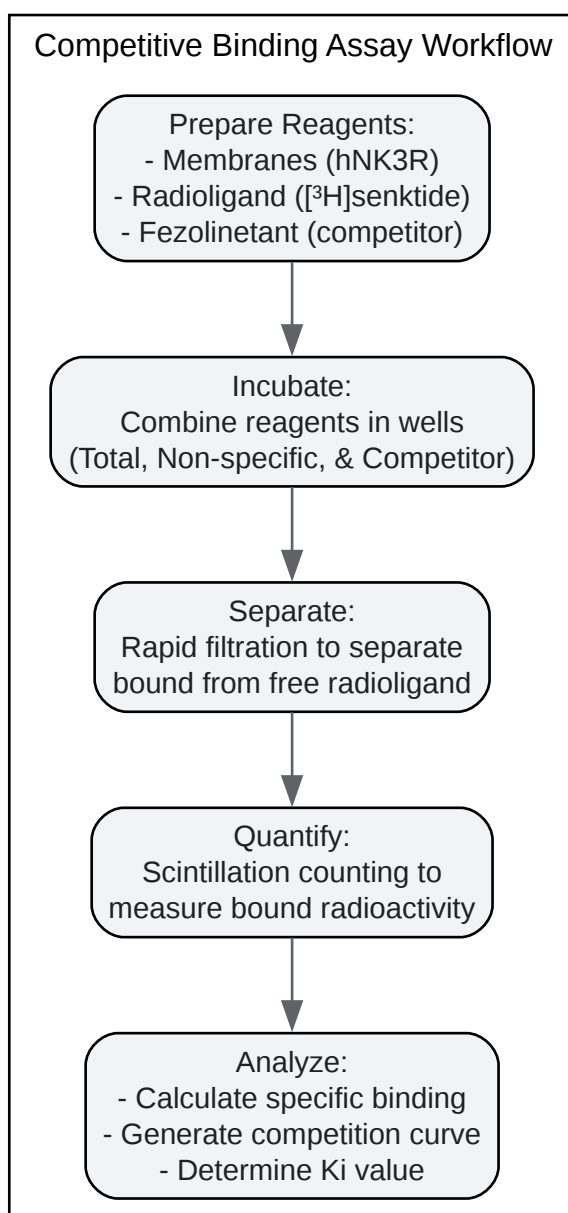 Competitive Binding Assay Workflow
Prepare Reagents:
- Membranes (hNK3R)
- Radioligand ([³H]senktide)
- Fezolinetant (competitor)
Incubate:
Combine reagents in wells
(Total, Non-specific, & Competitor)
Separate:
Rapid filtration to separate
bound from free radioligand
Quantify:
Scintillation counting to
measure bound radioactivity
Analyze:
- Calculate specific binding
- Generate competition curve
- Determine Ki value